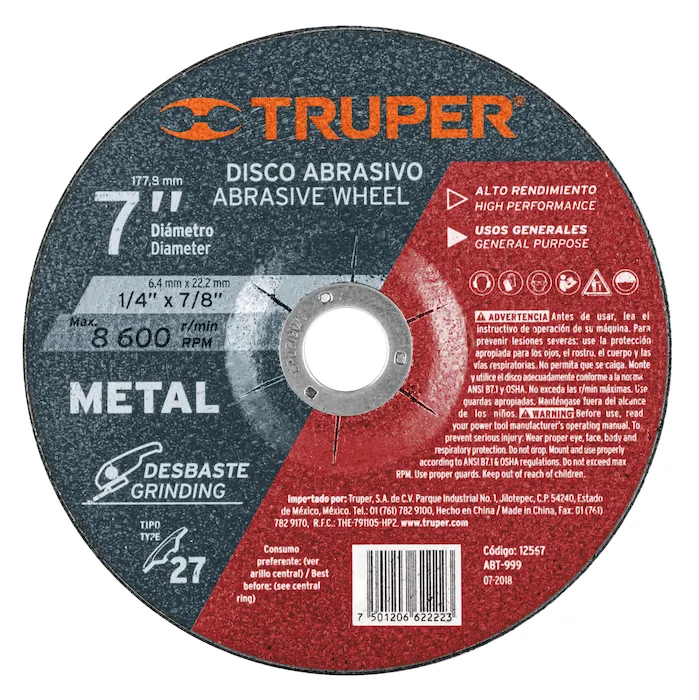 TRUPER
DISCO ABRASIVO
ABRASIVE WHEEL
177,8 mm
7"
Diámetro
Diameter
6,4 mm x 22,2 mm
1/4" x 7/8"
Max. 8 600 r/min
RPM
METAL
DESBASTE
GRINDING
TIPO
TYPE
27
ALTO RENDIMIENTO
HIGH PERFORMANCE
USOS GENERALES
GENERAL PURPOSE
ADVERTENCIA Antes de usar, lea el
instructivo de operación de su máquina. Para
prevenir lesiones severas: use la protección
apropiada para los ojos, el rostro, el cuerpo y las
vías respiratorias. No permita que se caiga. Monte
y utilice el disco adecuadamente conforme a la norma
ANSI B7.1 y OSHA. No exceda las r/min máximas. Use
guardas apropiadas. Manténgase fuera del alcance
de los niños. WARNING Before use, read
your power tool manufacturer's operating manual. To
prevent serious injury: Wear proper eye, face, body and
respiratory protection. Do not drop. Mount and use properly
according to ANSI B7.1 & OSHA regulations. Do not exceed max
RPM. Use proper guards. Keep out of reach of children.
Importado por: Truper, S.A. de C.V. Parque Industrial No. 1, Jilotepec, C.P. 54240, Estado
de México, México. Tel.: 01 (761) 782 9100, Hecho en China / Made in China, Fax: 01 (761)
782 9170, R.F.C.: THE-791105-HP2. www.truper.com
Consumo
preferente: (ver
arillo central) / Best
before: (see central
ring)
7 501206 622223
Código: 12567
ABT-999
07-2018